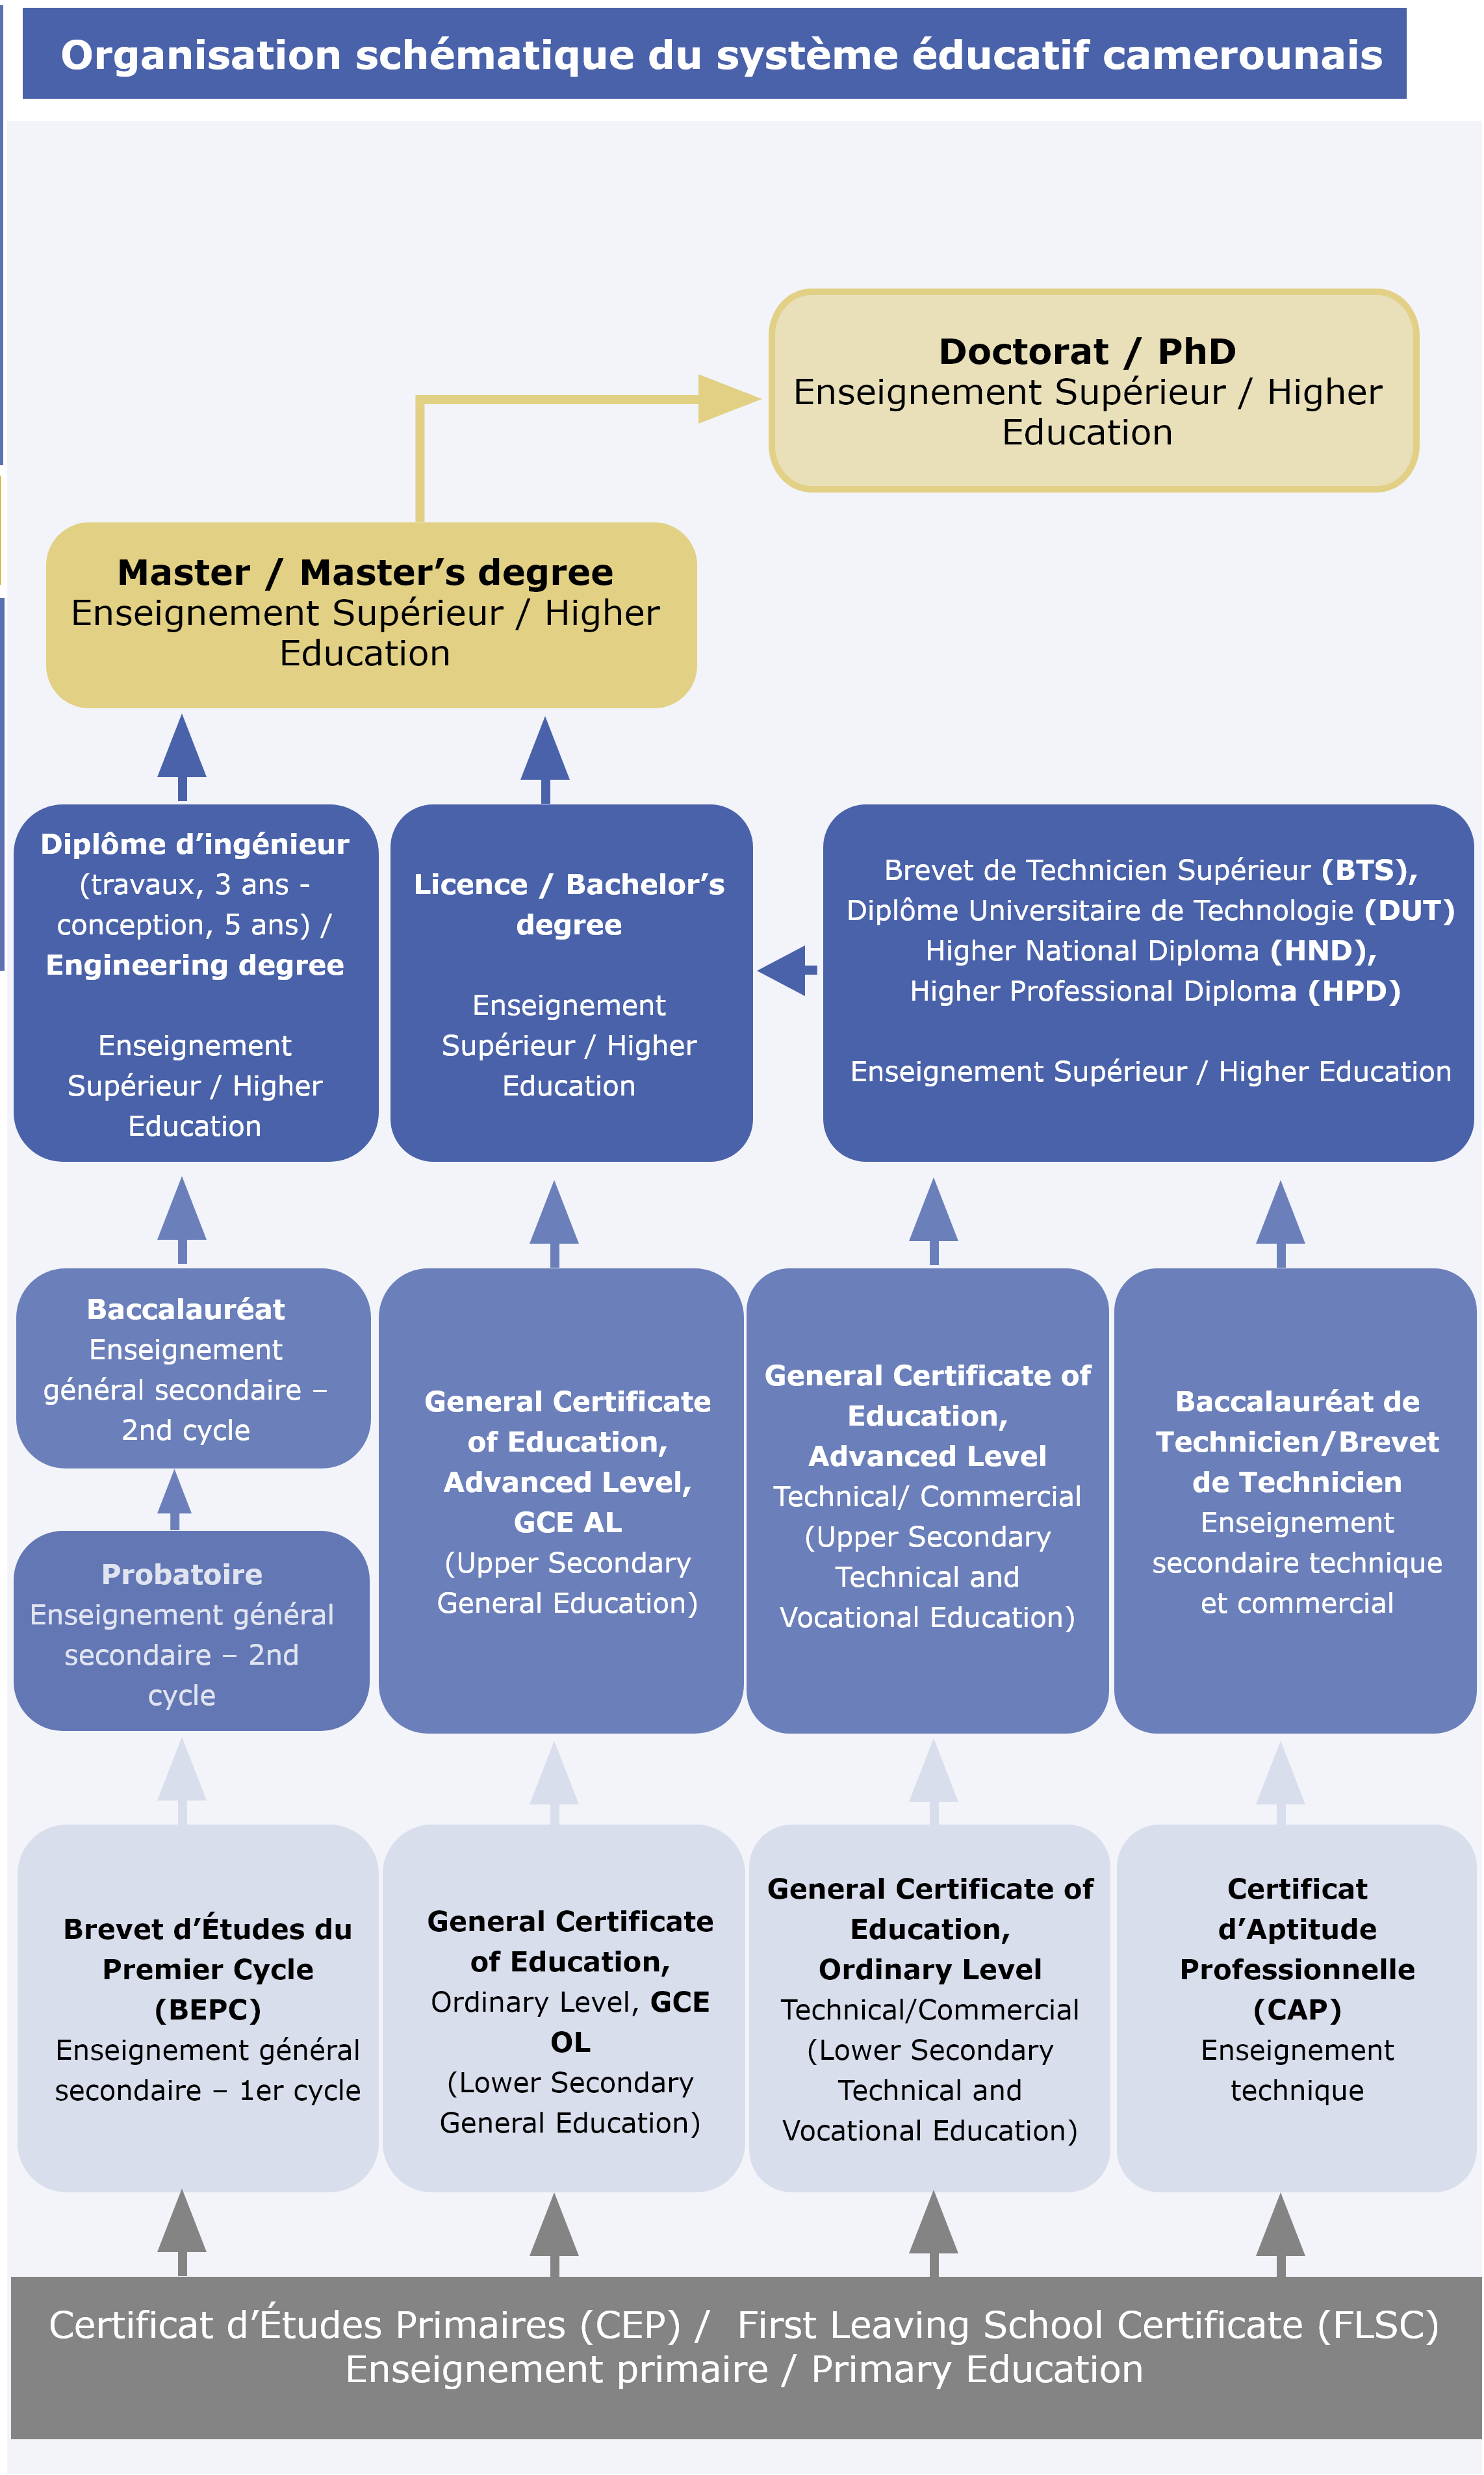 Organisation schématique du système éducatif camerounais
Doctorat / PhD
Enseignement Supérieur / Higher
Education
Master / Master’s degree
Enseignement Supérieur / Higher
Education
Diplôme d’ingénieur
(travaux, 3 ans -
conception, 5 ans) /
Engineering degree
Enseignement
Supérieur / Higher
Education
Licence / Bachelor’s
degree
Enseignement
Supérieur / Higher
Education
Brevet de Technicien Supérieur (BTS),
Diplôme Universitaire de Technologie (DUT)
Higher National Diploma (HND),
Higher Professional Diploma (HPD)
Enseignement Supérieur / Higher Education
Baccalauréat
Enseignement
général secondaire –
2nd cycle
Probatoire
Enseignement général
secondaire – 2nd
cycle
General Certificate
of Education,
Advanced Level,
GCE AL
(Upper Secondary
General Education)
General Certificate of
Education,
Advanced Level
Technical/ Commercial
(Upper Secondary
Technical and
Vocational Education)
Baccalauréat de
Technicien/Brevet
de Technicien
Enseignement
secondaire technique
et commercial
Brevet d’Études du
Premier Cycle
(BEPC)
Enseignement général
secondaire – 1er cycle
General Certificate
of Education,
Ordinary Level, GCE
OL
(Lower Secondary
General Education)
General Certificate of
Education,
Ordinary Level
Technical/Commercial
(Lower Secondary
Technical and
Vocational Education)
Certificat
d’Aptitude
Professionnelle
(CAP)
Enseignement
technique
Certificat d’Études Primaires (CEP) / First Leaving School Certificate (FLSC)
Enseignement primaire / Primary Education